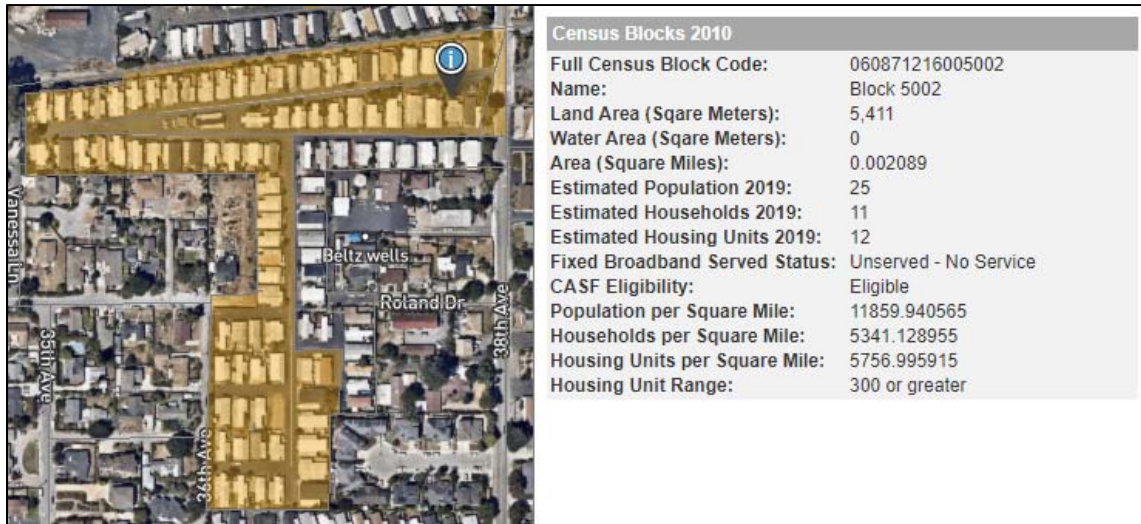 Vanessa Ln
35th Ave
36th Ave
Beltz wells
Roland Dr
38th Ave
i
Census Blocks 2010
Full Census Block Code: 060871216005002
Name: Block 5002
Land Area (Sqare Meters): 5,411
Water Area (Sqare Meters): 0
Area (Square Miles): 0.002089
Estimated Population 2019: 25
Estimated Households 2019: 11
Estimated Housing Units 2019: 12
Fixed Broadband Served Status: Unserved - No Service
CASF Eligibility: Eligible
Population per Square Mile: 11859.940565
Households per Square Mile: 5341.128955
Housing Units per Square Mile: 5756.995915
Housing Unit Range: 300 or greater